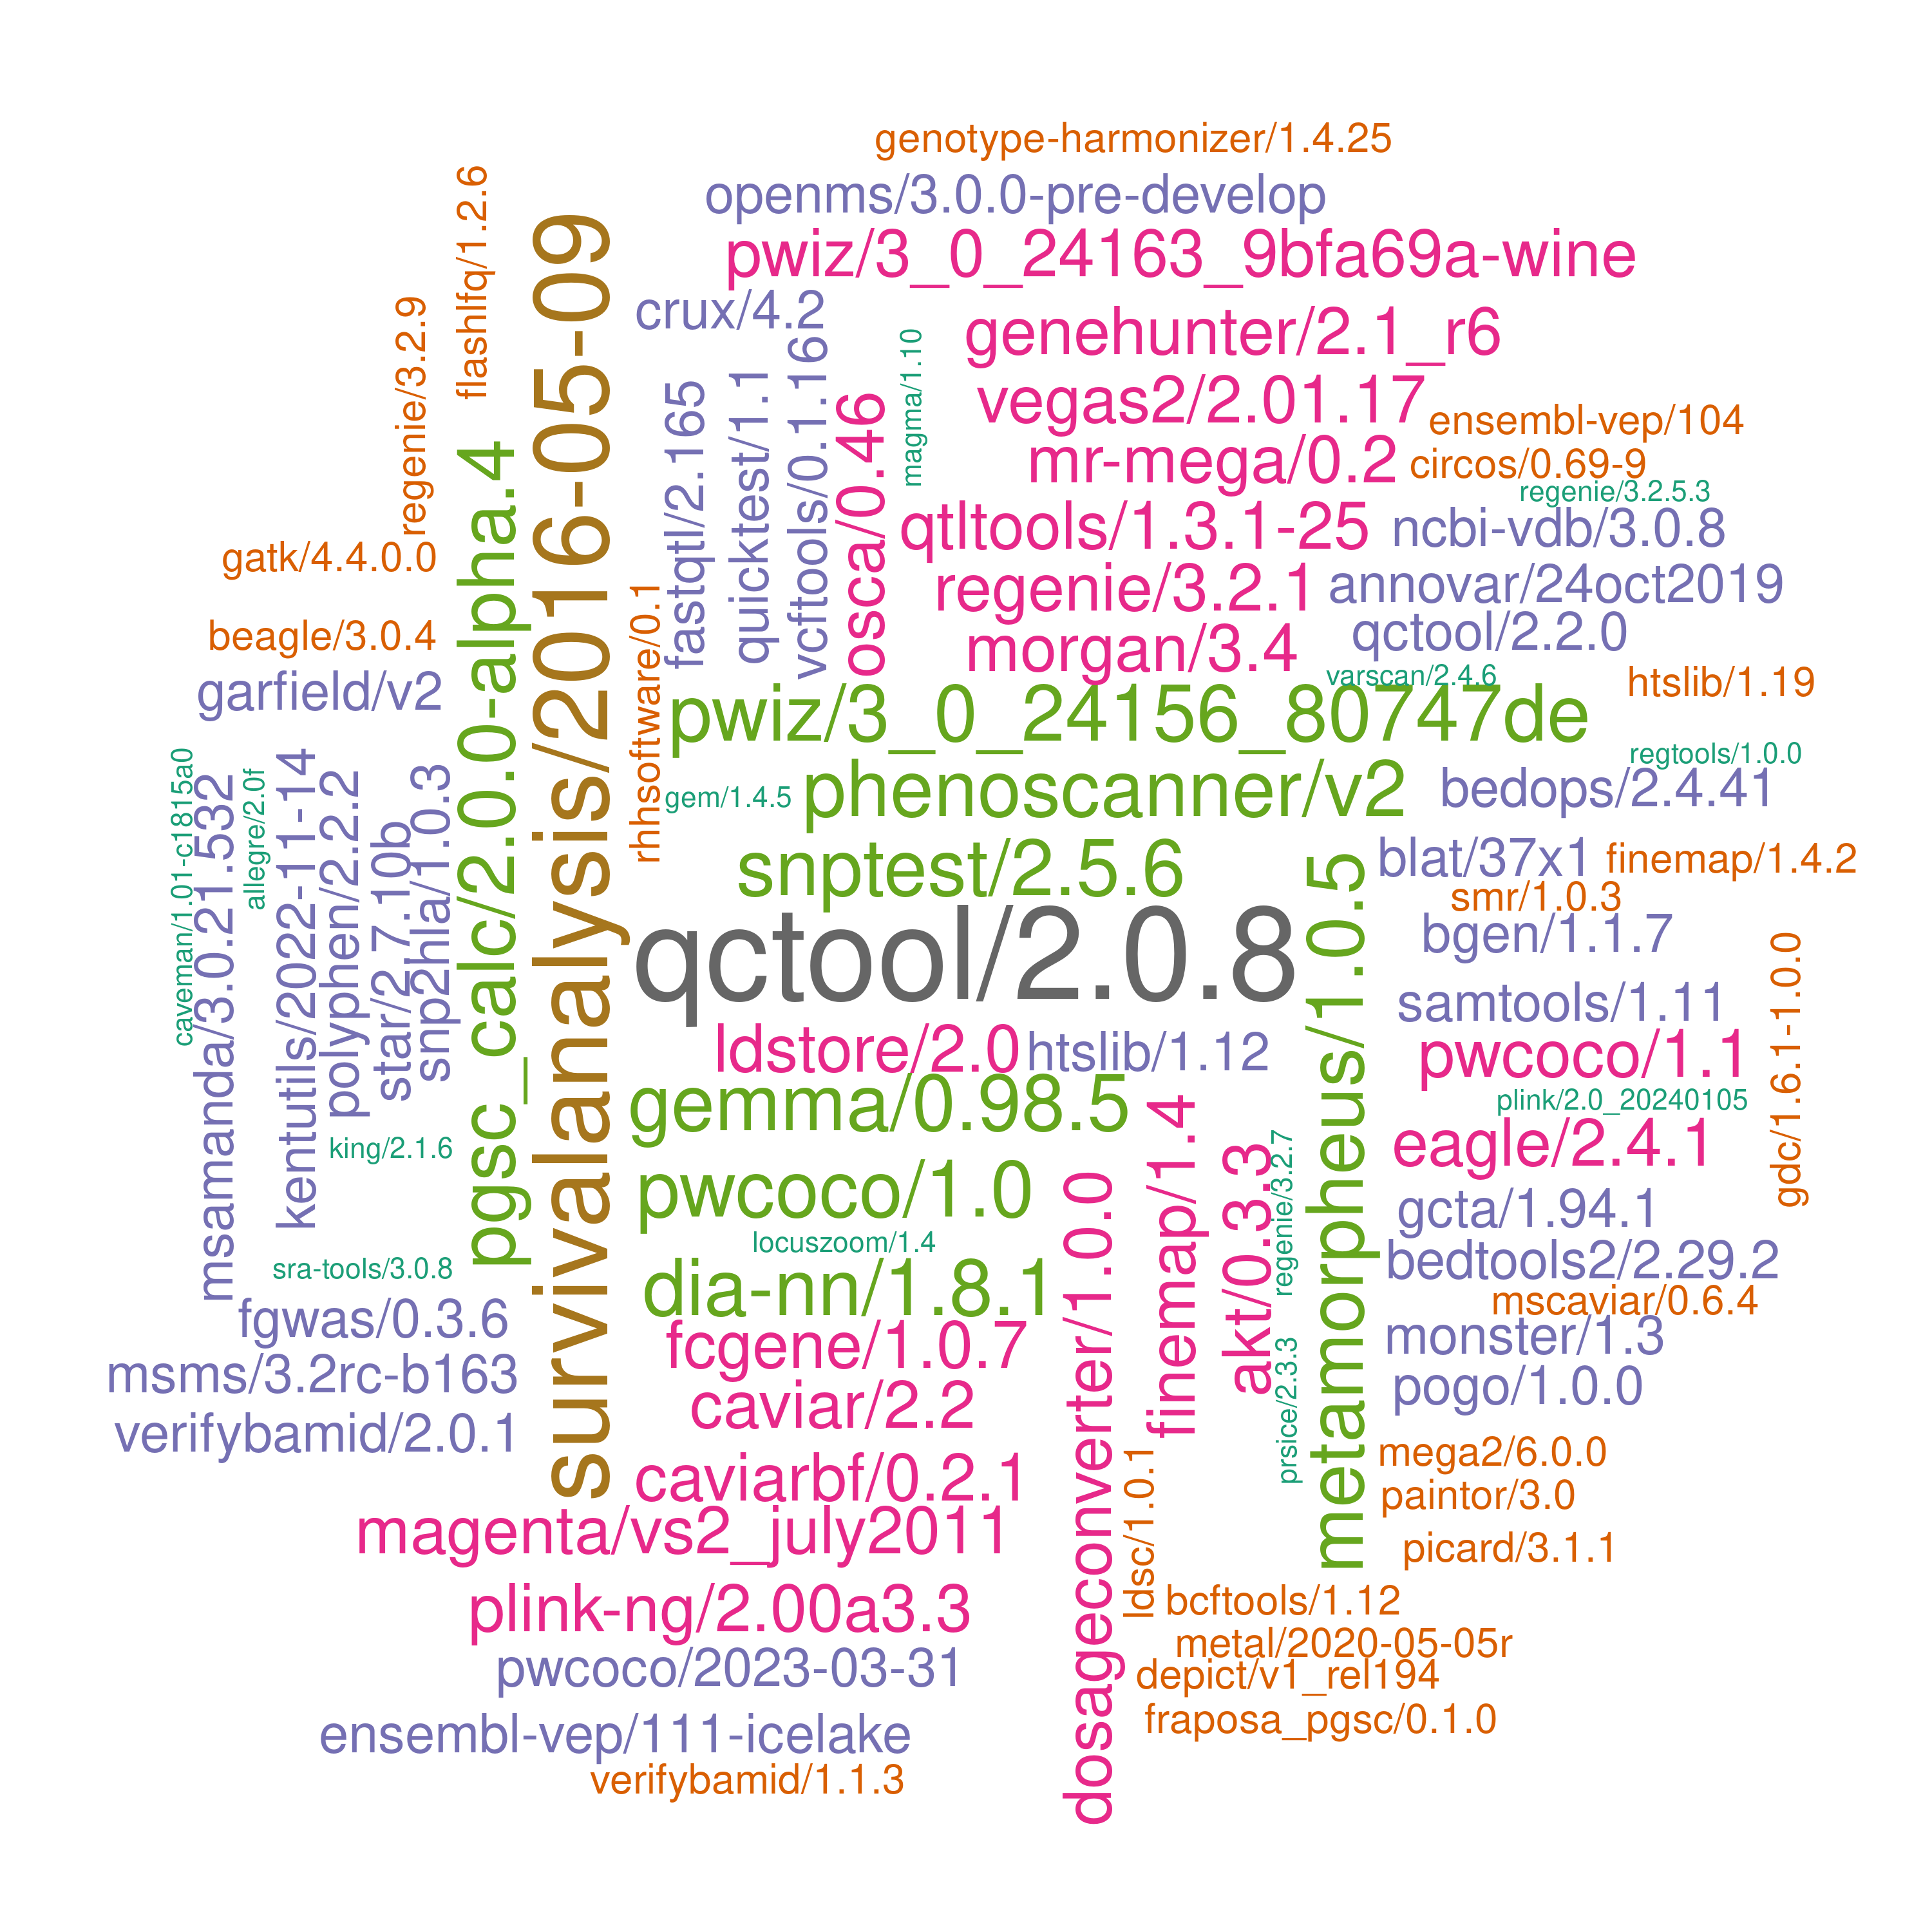 genotype-harmonizer/1.4.25
openms/3.0.0-pre-develop
pwiz/3_0_24163_9bfa69a-wine
crux/4.2
genehunter/2.1_r6
vegas2/2.01.17
ensembl-vep/104
mr-mega/0.2
circos/0.69-9
regenie/3.2.5.3
qtltools/1.3.1-25
ncbi-vdb/3.0.8
regenie/3.2.1
annovar/24oct2019
morgan/3.4
qctool/2.2.0
varscan/2.4.6
htslib/1.19
pwiz/3_0_24156_80747de
regtools/1.0.0
gem/1.4.5
phenoscanner/v2
bedops/2.4.41
snptest/2.5.6
blat/37x1
finemap/1.4.2
smr/1.0.3
qctool/2.0.8
bgen/1.1.7
samtools/1.11
ldstore/2.0
htslib/1.12
pwcoco/1.1
gemma/0.98.5
plink/2.0_20240105
eagle/2.4.1
pwcoco/1.0
gcta/1.94.1
locuszoom/1.4
bedtools2/2.29.2
dia-nn/1.8.1
mscaviar/0.6.4
fcgene/1.0.7
monster/1.3
caviar/2.2
pogo/1.0.0
caviarbf/0.2.1
mega2/6.0.0
paintor/3.0
magenta/vs2_july2011
picard/3.1.1
plink-ng/2.00a3.3
bcftools/1.12
metal/2020-05-05r
pwcoco/2023-03-31
depict/v1_rel194
fraposa_pgsc/0.1.0
ensembl-vep/111-icelake
verifybamid/1.1.3
gatk/4.4.0.0
beagle/3.0.4
garfield/v2
king/2.1.6
sra-tools/3.0.8
fgwas/0.3.6
msms/3.2rc-b163
verifybamid/2.0.1
caveman/1.01-c1815a0
msamanda/3.0.21.532
allegre/2.0f
kentutils/2022-11-14
polyphen/2.2.2
star/2.7.10b
snp2hla/1.0.3
regenie/3.2.9
flashlfq/1.2.6
pgsc_calc/2.0.0-alpha.4
survivalanalysis/2016-05-09
rhhsoftware/0.1
fastqtl/2.165
quicktest/1.1
vcftools/0.1.16
osca/0.46
magma/1.10
dosageconverter/1.0.0
ldsc/1.0.1
finemap/1.4
akt/0.3.3
regenie/3.2.7
prsice/2.3.3
metamorpheus/1.0.5
gdc/1.6.1-1.0.0